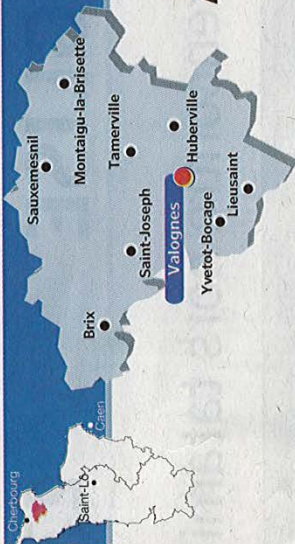 Cherbourg
Caen
Saint-Lô
Sauxemesnil
Montaigu-la-Brisette
Tamerville
Brix
Saint-Joseph
Huberville
Valognes
Yvetot-Bocage
Lieusaint